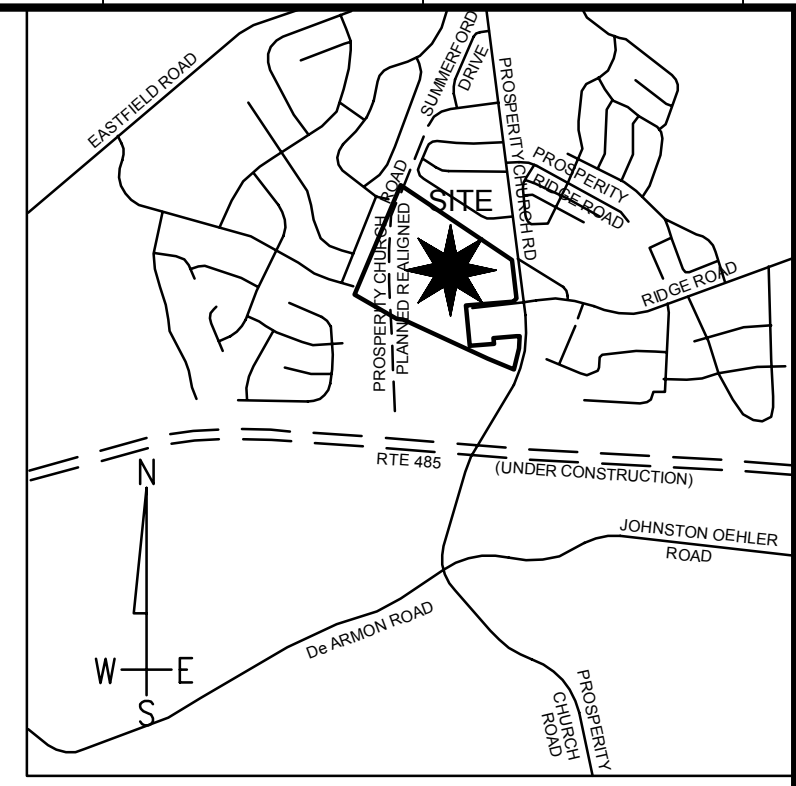 EASTFIELD ROAD
SUMMERFORD
DRIVE
PROSPERITY CHURCH RD
PROSPERITY
RIDGE ROAD
SITE
PROSPERITY CHURCH ROAD
PLANNED REALIGNED
RIDGE ROAD
RTE 485
(UNDER CONSTRUCTION)
N
W E
S
JOHNSTON OEHLER
ROAD
De ARMON ROAD
PROSPERITY
CHURCH
ROAD